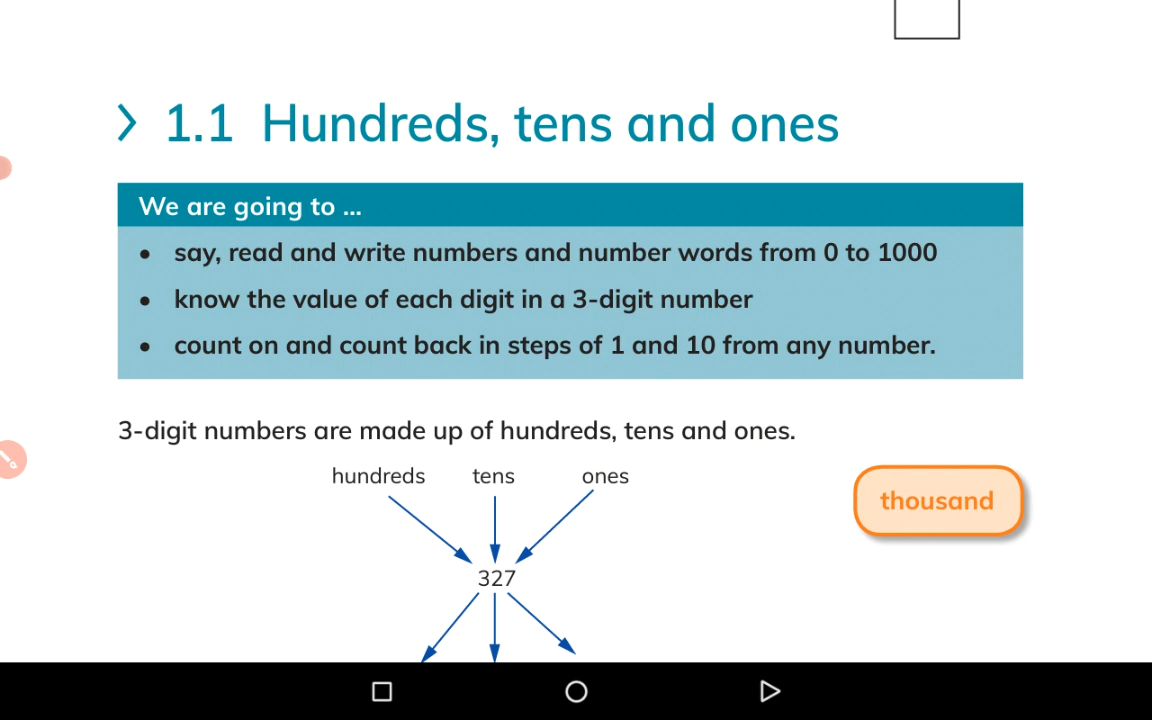 1.1 Hundreds, tens and ones
We are going to ...
• say, read and write numbers and number words from 0 to 1000
• know the value of each digit in a 3-digit number
• count on and count back in steps of 1 and 10 from any number.
3-digit numbers are made up of hundreds, tens and ones.
hundreds tens ones
thousand
327